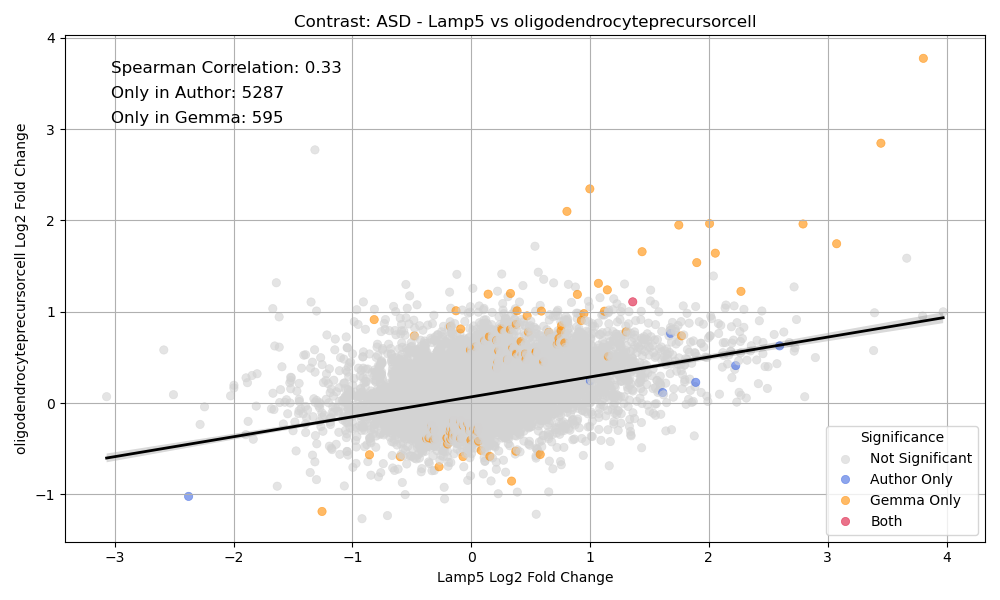 Contrast: ASD - Lamp5 vs oligodendrocyteprecursorcell
Spearman Correlation: 0.33
Only in Author: 5287
Only in Gemma: 595
oligodendrocyteprecursorcell Log2 Fold Change
4
3
2
1
0
−1
Significance
Not Significant
Author Only
Gemma Only
Both
−3 −2 −1 0 1 2 3 4
Lamp5 Log2 Fold Change